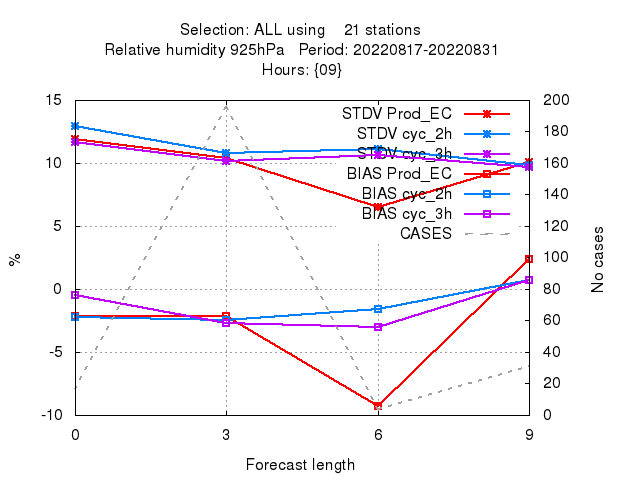 Selection: ALL using    21 stations
Relative humidity 925hPa   Period: 20220817-20220831
Hours: {09}
15
10
5
0
-5
-10
%
200
180
160
140
120
100
80
60
40
20
0
No cases
STDV Prod_EC
STDV cyc_2h
STDV cyc_3h
BIAS Prod_EC
BIAS cyc_2h
BIAS cyc_3h
CASES
0 3 6 9
Forecast length